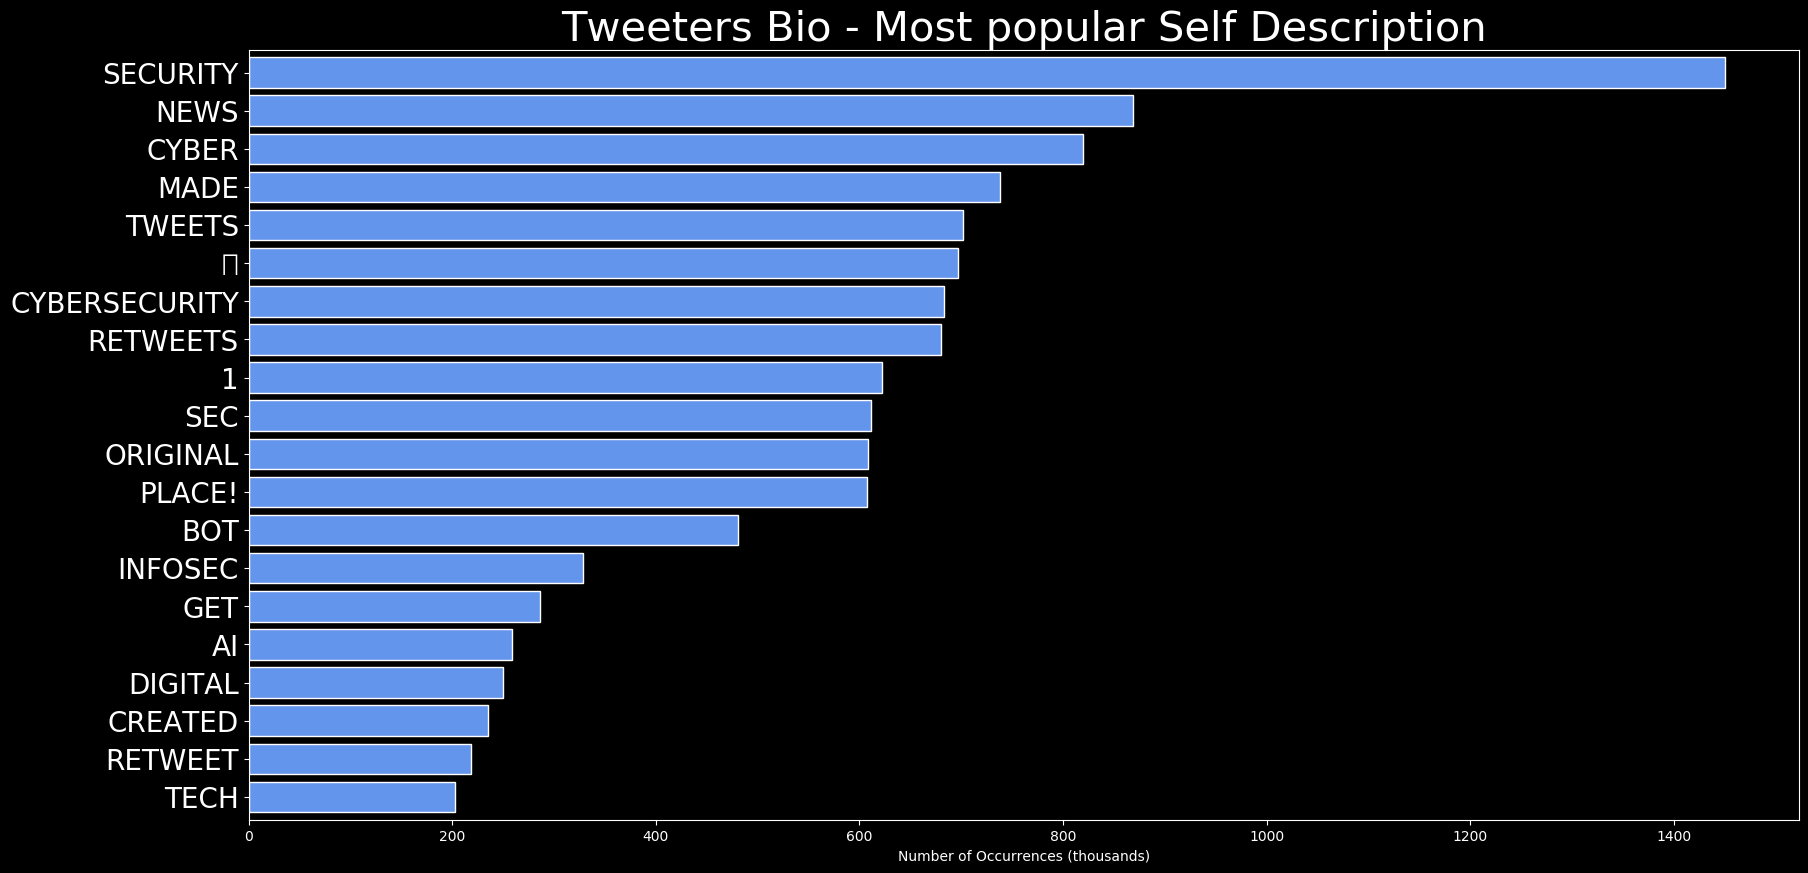 Tweeters Bio - Most popular Self Description
SECURITY
NEWS
CYBER
MADE
TWEETS
CYBERSECURITY
RETWEETS
1
SEC
ORIGINAL
PLACE!
BOT
INFOSEC
GET
AI
DIGITAL
CREATED
RETWEET
TECH
0 200 400 600 800 1000 1200 1400
Number of Occurrences (thousands)